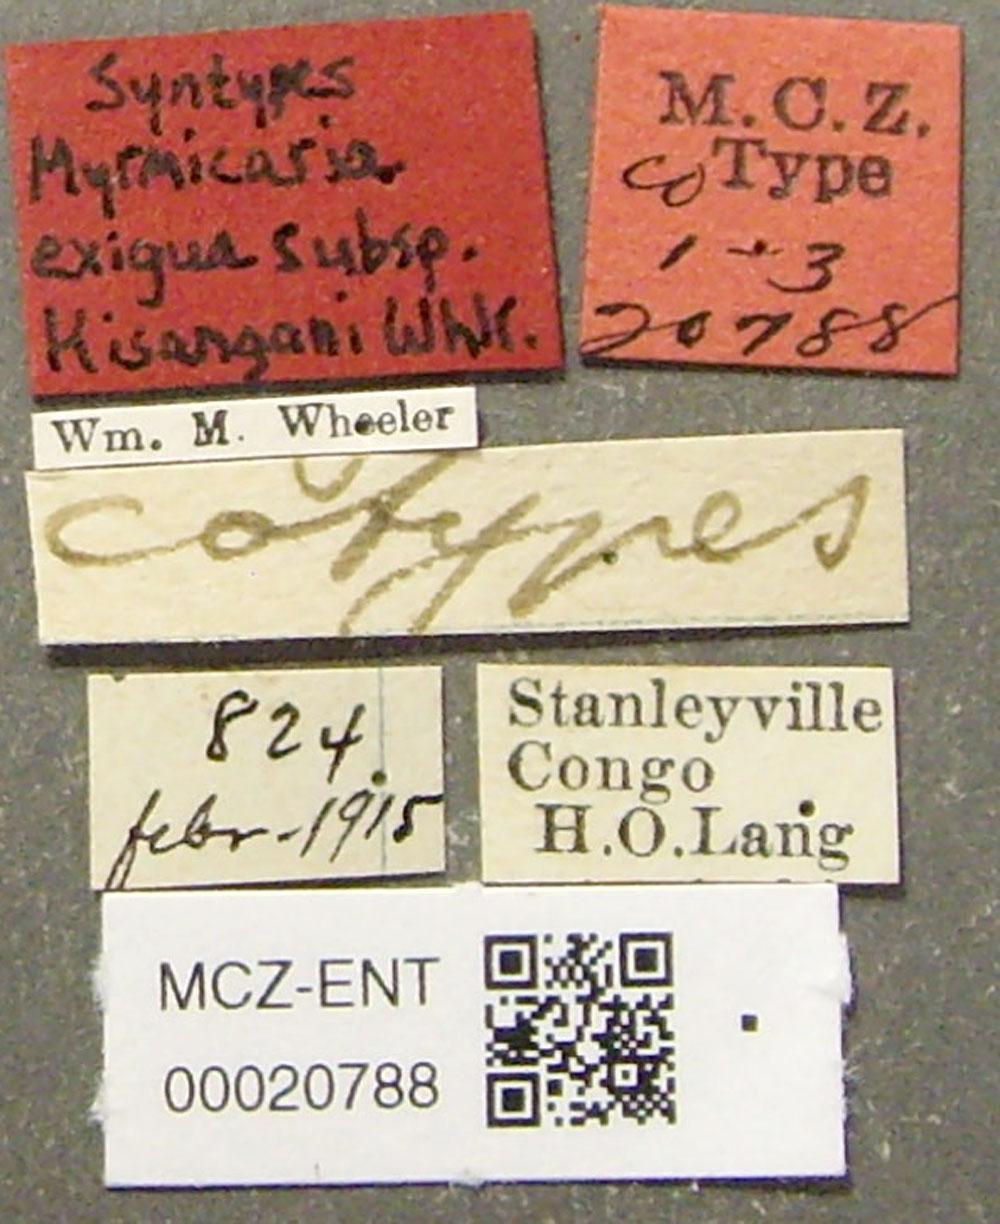 Syntypes
Myrmicaria
exigua subsp.
Kisangani Whlr.
M.C.Z.
Co Type
1-3
20788
Wm. M. Wheeler
cotypes
824.
febr-1915
Stanleyville
Congo
H.O.Lang
MCZ-ENT
00020788